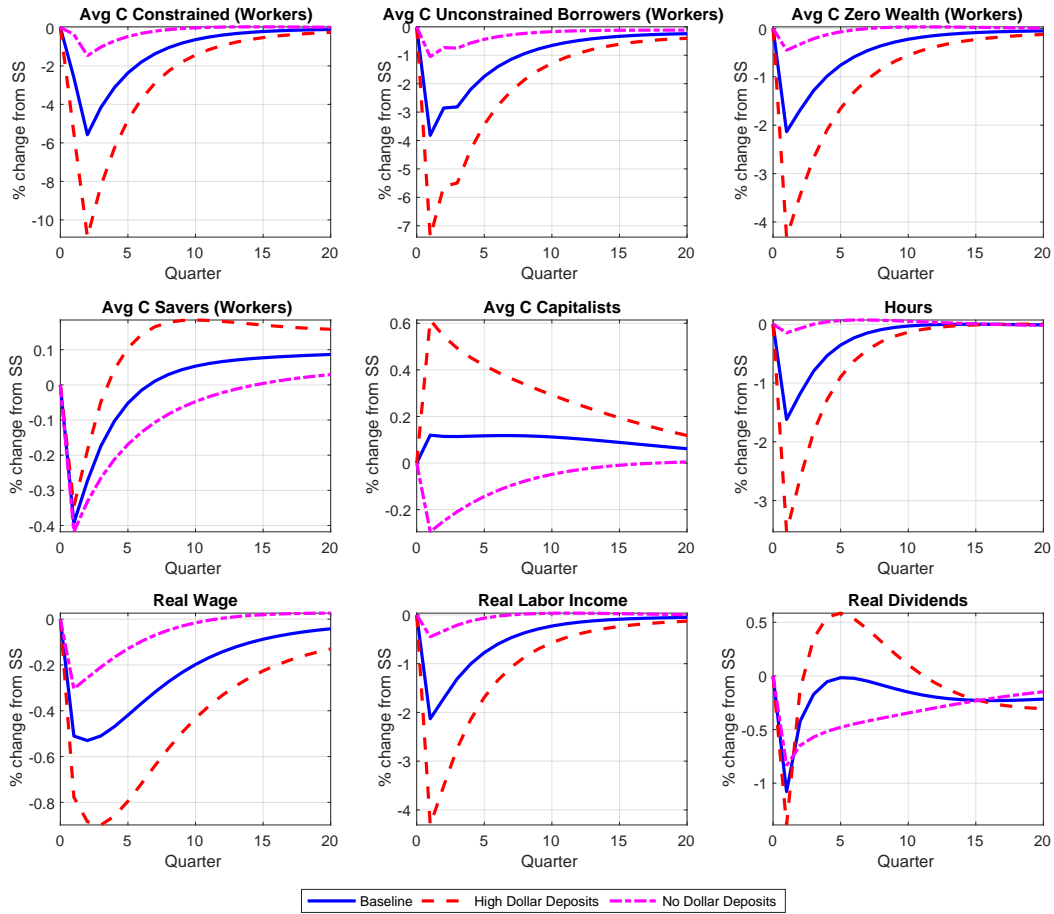 Avg C Constrained (Workers)
% change from SS
0
-2
-4
-6
-8
-10
0 5 10 15 20
Quarter
Avg C Unconstrained Borrowers (Workers)
% change from SS
0
-1
-2
-3
-4
-5
-6
-7
0 5 10 15 20
Quarter
Avg C Zero Wealth (Workers)
% change from SS
0
-1
-2
-3
-4
0 5 10 15 20
Quarter
Avg C Savers (Workers)
% change from SS
0.1
0
-0.1
-0.2
-0.3
-0.4
0 5 10 15 20
Quarter
Avg C Capitalists
% change from SS
0.6
0.4
0.2
0
-0.2
0 5 10 15 20
Quarter
Hours
% change from SS
0
-1
-2
-3
0 5 10 15 20
Quarter
Real Wage
% change from SS
0
-0.2
-0.4
-0.6
-0.8
0 5 10 15 20
Quarter
Real Labor Income
% change from SS
0
-1
-2
-3
-4
0 5 10 15 20
Quarter
Real Dividends
% change from SS
0.5
0
-0.5
-1
0 5 10 15 20
Quarter
Baseline High Dollar Deposits No Dollar Deposits